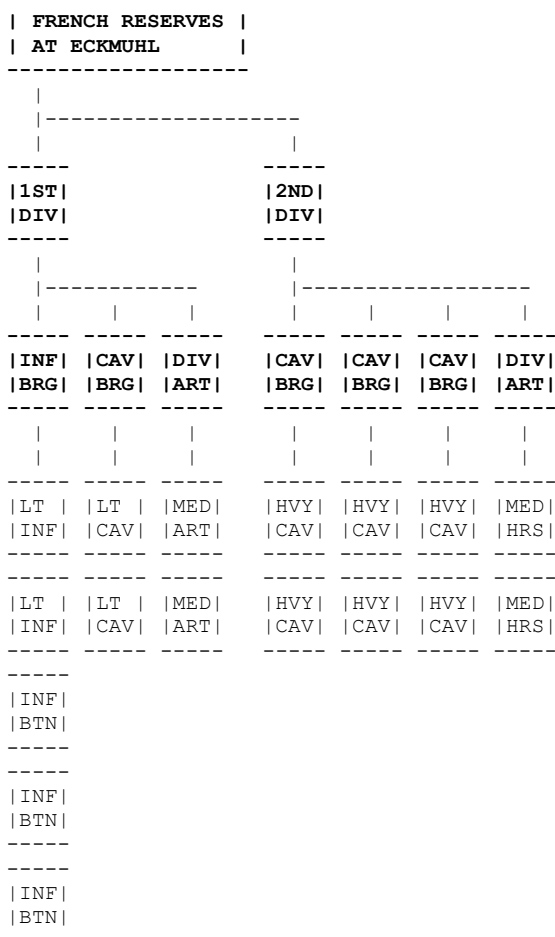 | FRENCH RESERVES |
| AT ECKMUHL |
|1ST| |2ND|
|DIV| |DIV|
|INF| |CAV| |DIV| |CAV| |CAV| |CAV| |DIV|
|BRG| |BRG| |ART| |BRG| |BRG| |BRG| |ART|
|LT | |LT | |MED| |HVY| |HVY| |HVY| |MED|
|INF| |CAV| |ART| |CAV| |CAV| |CAV| |HRS|
|LT | |LT | |MED| |HVY| |HVY| |HVY| |MED|
|INF| |CAV| |ART| |CAV| |CAV| |CAV| |HRS|
|INF|
|BTN|
|INF|
|BTN|
|INF|
|BTN|